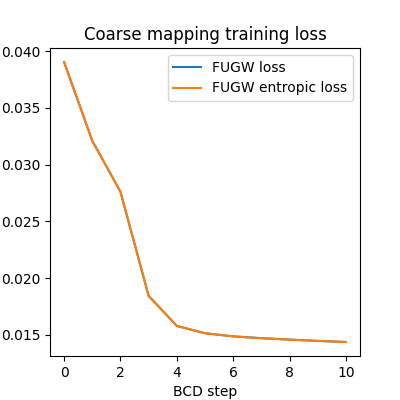 Coarse mapping training loss
FUGW loss
FUGW entropic loss
0.040
0.035
0.030
0.025
0.020
0.015
0 2 4 6 8 10
BCD step